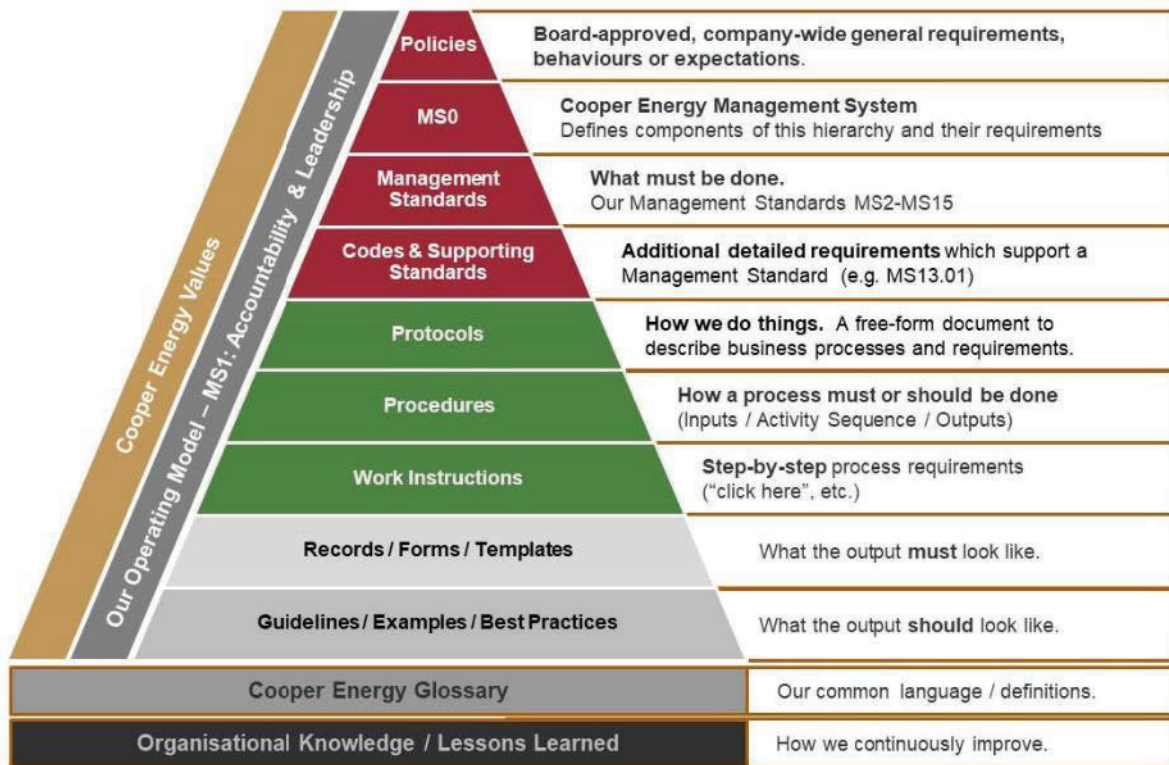 Cooper Energy Values
Our Operating Model – MS1: Accountability & Leadership
Policies
Board-approved, company-wide general requirements,
behaviours or expectations.
MS0
Cooper Energy Management System
Defines components of this hierarchy and their requirements
Management
Standards
What must be done.
Our Management Standards MS2-MS15
Codes & Supporting
Standards
Additional detailed requirements which support a
Management Standard (e.g. MS13.01)
Protocols
How we do things. A free-form document to
describe business processes and requirements.
Procedures
How a process must or should be done
(Inputs / Activity Sequence / Outputs)
Work Instructions
Step-by-step process requirements
(“click here”, etc.)
Records / Forms / Templates
What the output must look like.
Guidelines / Examples / Best Practices
What the output should look like.
Cooper Energy Glossary
Our common language / definitions.
Organisational Knowledge / Lessons Learned
How we continuously improve.